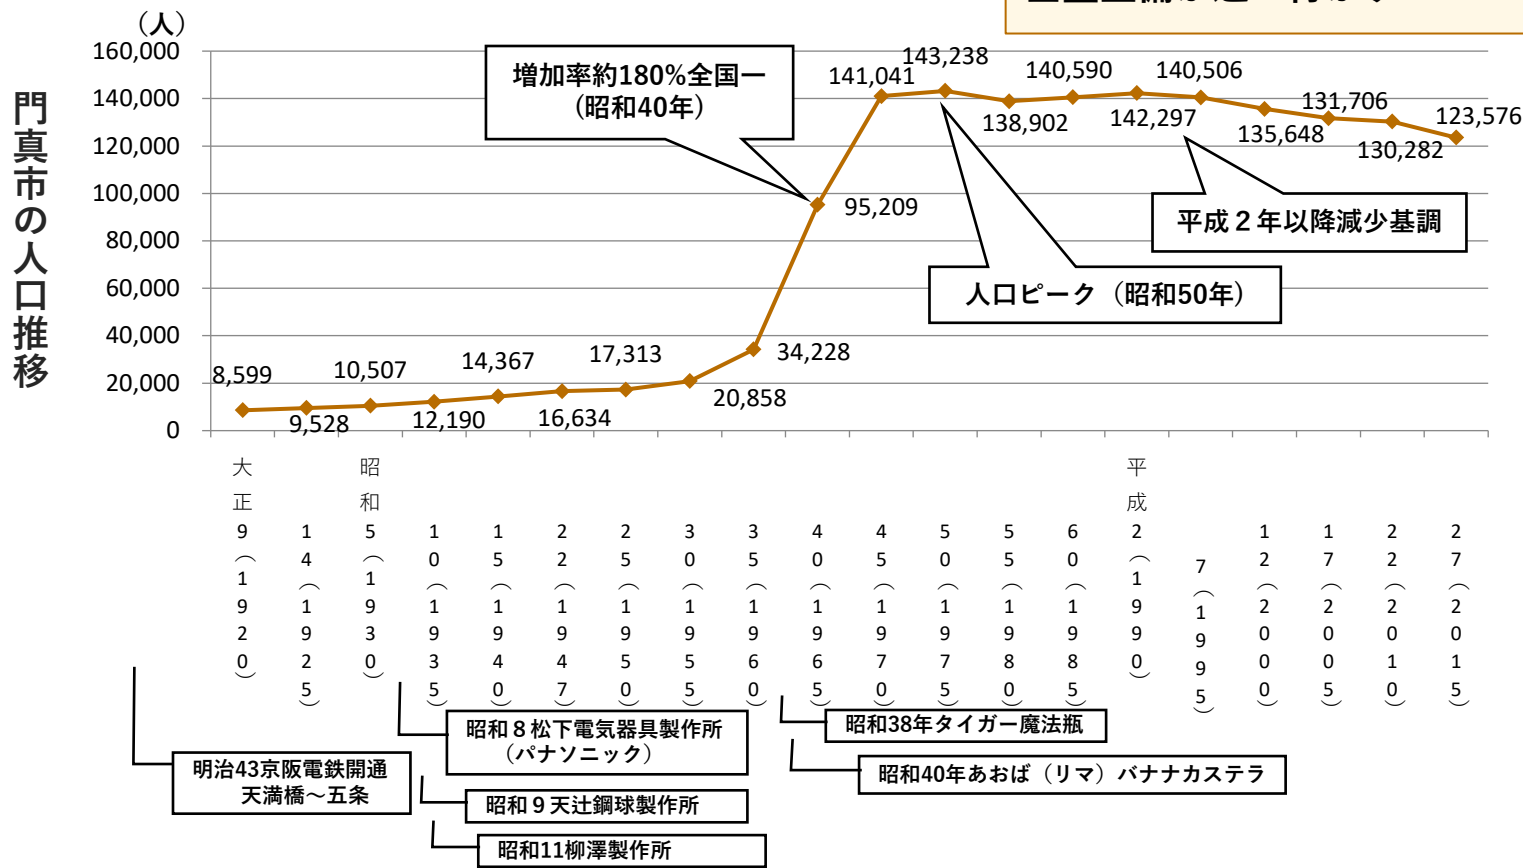 （人）
160,000
140,000
120,000
100,000
80,000
60,000
40,000
20,000
0
門真市の人口推移
増加率約180%全国一
（昭和40年）
人口ピーク（昭和50年）
平成２年以降減少基調
8,599
9,528
10,507
12,190
14,367
16,634
17,313
20,858
34,228
95,209
141,041
143,238
138,902
140,590
142,297
140,506
135,648
131,706
130,282
123,576
大正9（1920）
14（1925）
昭和5（1930）
10（1935）
15（1940）
22（1947）
25（1950）
30（1955）
35（1960）
40（1965）
45（1970）
50（1975）
55（1980）
60（1985）
平成2（1990）
7（1995）
12（2000）
17（2005）
22（2010）
27（2015）
明治43京阪電鉄開通
天満橋～五条
昭和８松下電気器具製作所
（パナソニック）
昭和９天辻鋼球製作所
昭和11柳澤製作所
昭和38年タイガー魔法瓶
昭和40年あおば（リマ）バナナカステラ